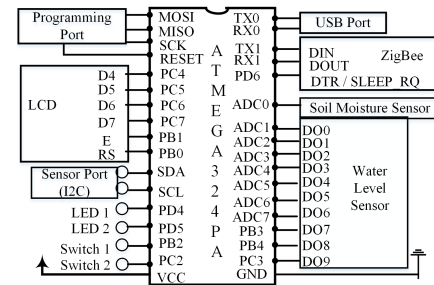 Programming
Port
MOSI
MISO
SCK
RESET
LCD
D4
D5
D6
D7
E
RS
PC4
PC5
PC6
PC7
PB1
PB0
Sensor Port
(I2C)
SDA
SCL
LED 1
LED 2
Switch 1
Switch 2
PD4
PD5
PB2
PC2
VCC
ATMEGA324PA
TX0
RX0
USB Port
TX1
RX1
PD6
DIN
DOUT
DTR / SLEEP_RQ
ZigBee
ADC0
Soil Moisture Sensor
ADC1
ADC2
ADC3
ADC4
ADC5
ADC6
ADC7
PB3
PB4
PC3
GND
DO0
DO1
DO2
DO3
DO4
DO5
DO6
DO7
DO8
DO9
Water
Level
Sensor